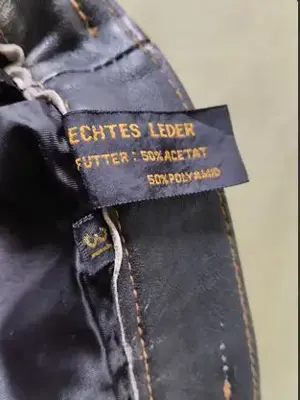 ECHTES LEDER
FUTTER: 50% ACETAT
50% POLYAMID